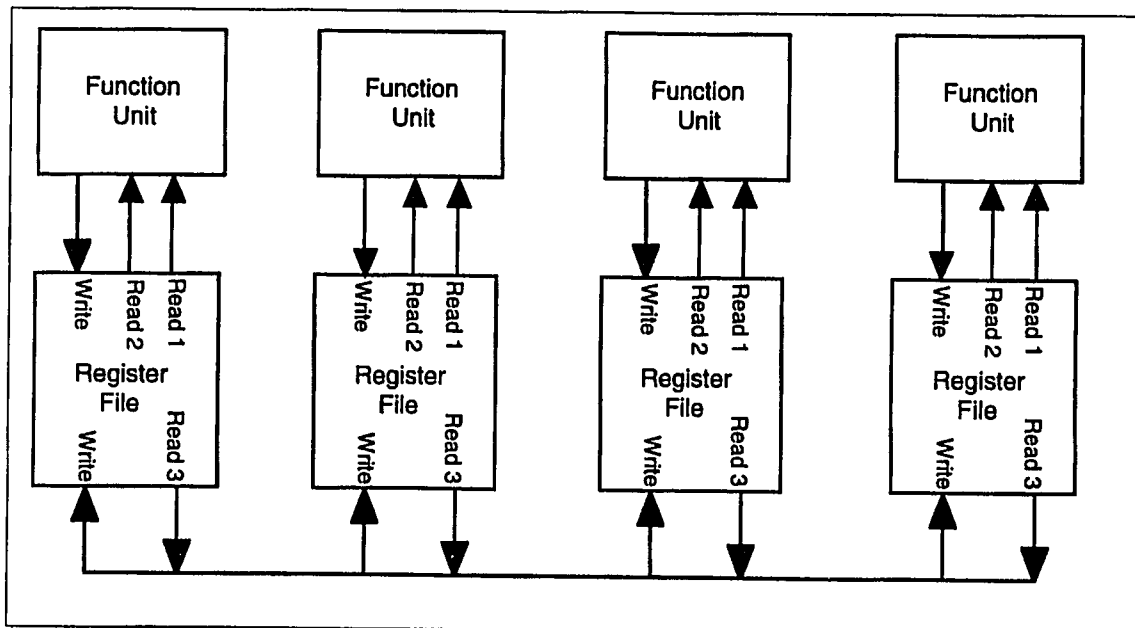 Function
Unit
Function
Unit
Function
Unit
Function
Unit
Write
Read 2
Read 1
Write
Read 2
Read 1
Write
Read 2
Read 1
Write
Read 2
Read 1
Register
File
Register
File
Register
File
Register
File
Write
Read 3
Write
Read 3
Write
Read 3
Write
Read 3